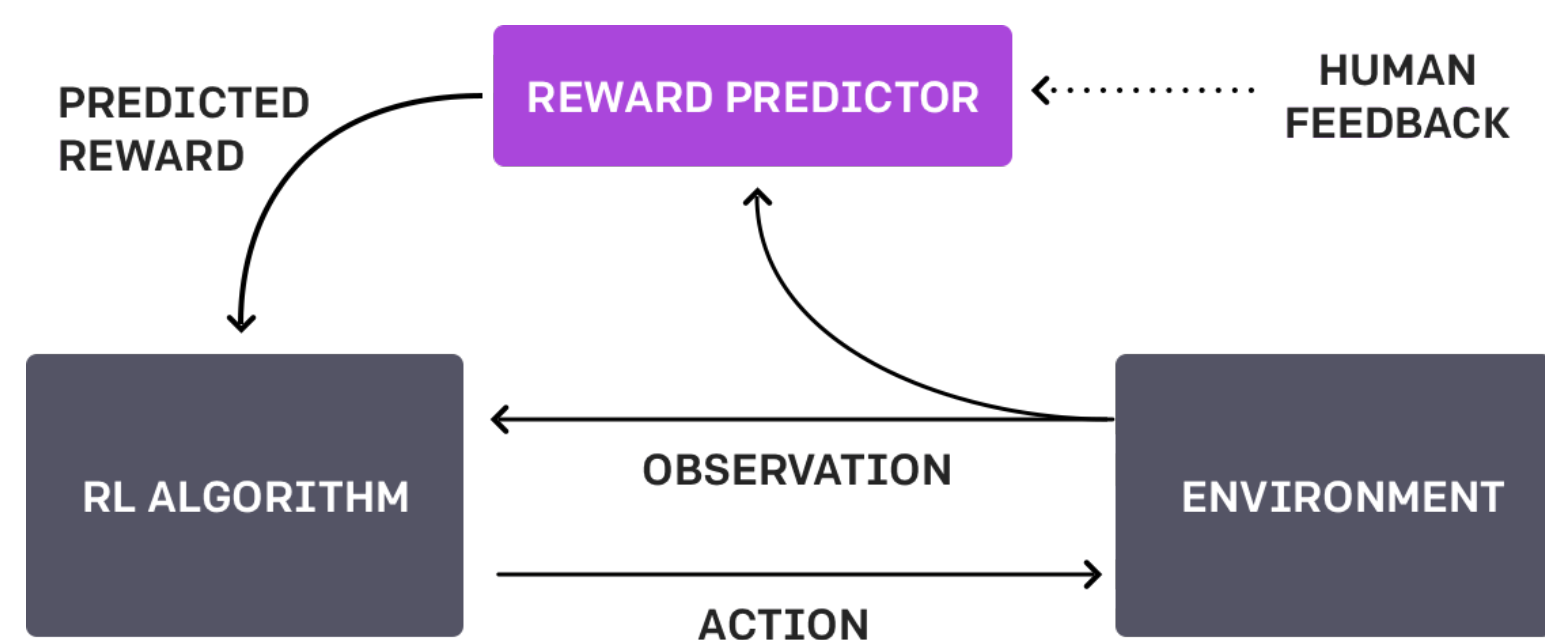 PREDICTED
REWARD
REWARD PREDICTOR
HUMAN
FEEDBACK
OBSERVATION
RL ALGORITHM
ENVIRONMENT
ACTION